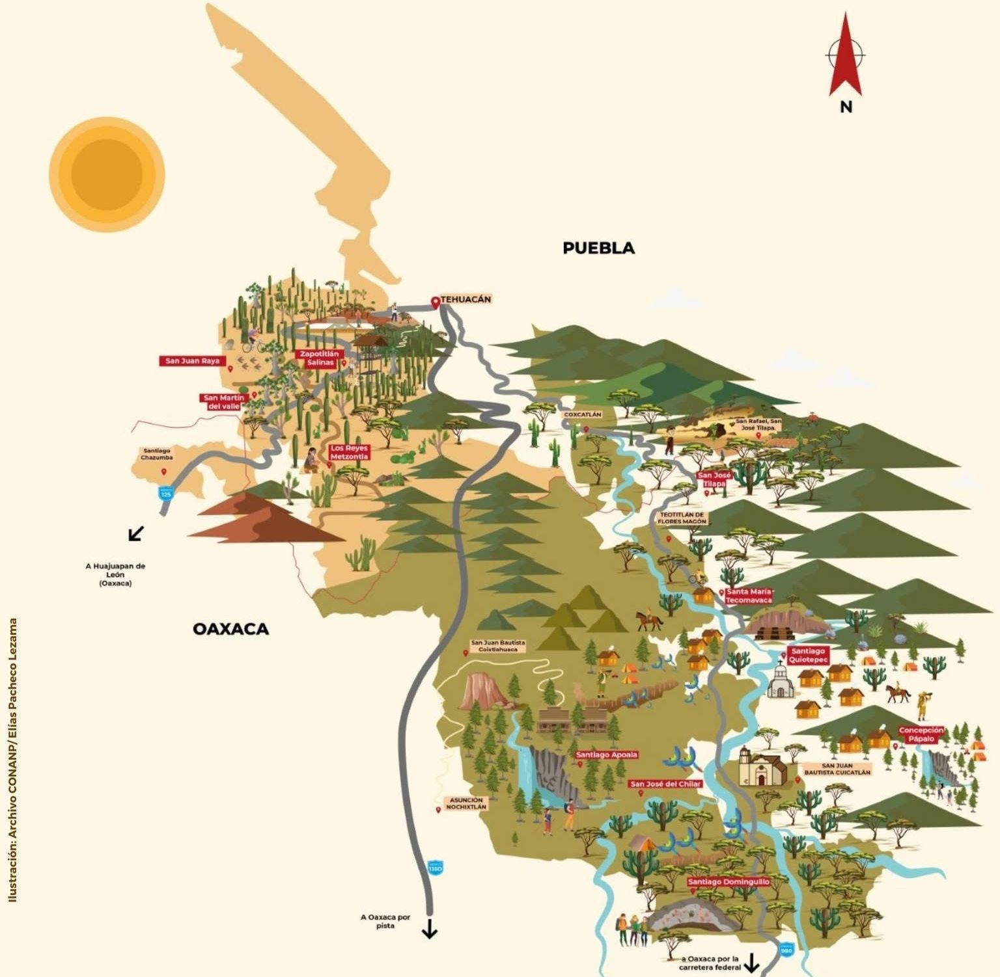 N
PUEBLA
TEHUACÁN
San Juan Raya
Zapotitlán
Salinas
San Martín
del valle
COXCATLÁN
San Rafael, San
José Tilapa.
Santiago
Chazumba
Los Reyes
Metzontla
San José
Tilapa
125
TEOTITLÁN DE
FLORES MAGÓN
A Huajuapan de
León
(Oaxaca)
Santa María
Tecomavaca
OAXACA
San Juan Bautista
Coixtlahuaca
Santiago
Quiotepec
Concepción
Pápalo
Santiago Apoala
SAN JUAN
BAUTISTA CUICATLÁN
San José del Chilar
ASUNCIÓN
NOCHIXTLÁN
135D
Santiago Dominguillo
A Oaxaca por
pista
a Oaxaca por la
carretera federal
Ilustración: Archivo CONANP/ Elías Pacheco Lezama